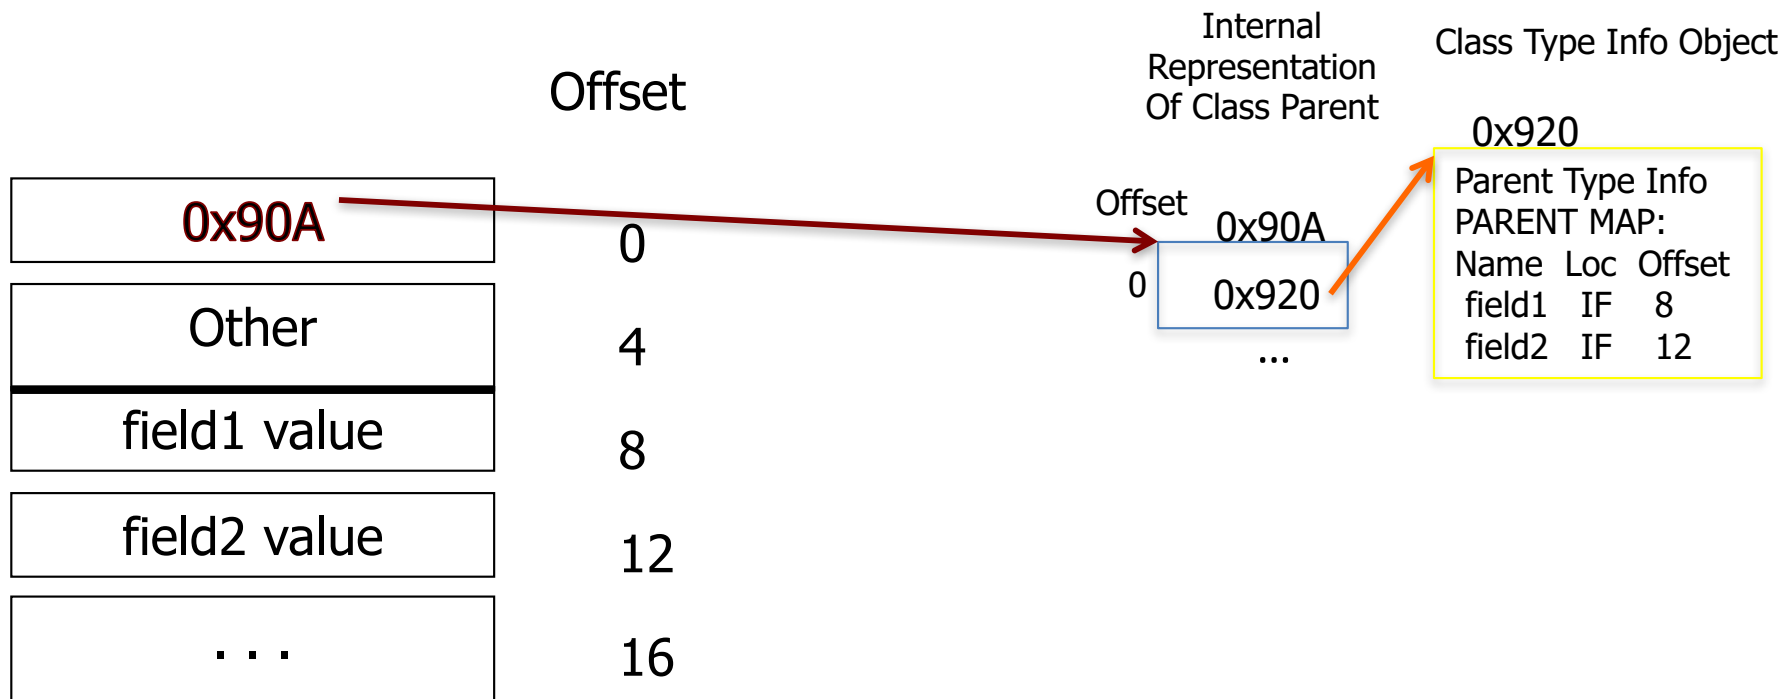 Offset
0x90A
0
Other
4
field1 value
8
field2 value
12
. . .
16
Internal
Representation
Of Class Parent
Offset
0x90A
0
0x920
...
Class Type Info Object
0x920
Parent Type Info
PARENT MAP:
Name Loc Offset
field1 IF 8
field2 IF 12